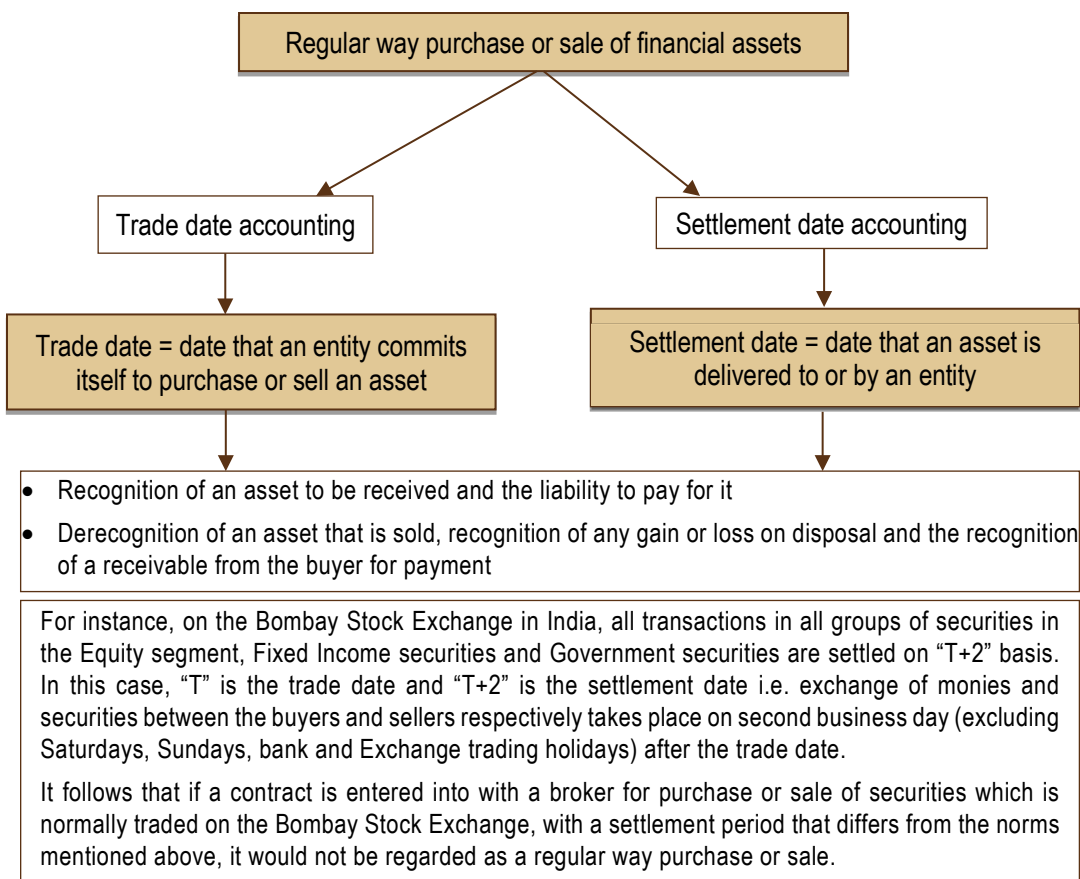 Regular way purchase or sale of financial assets
Trade date accounting
Settlement date accounting
Trade date = date that an entity commits
itself to purchase or sell an asset
Settlement date = date that an asset is
delivered to or by an entity
• Recognition of an asset to be received and the liability to pay for it
• Derecognition of an asset that is sold, recognition of any gain or loss on disposal and the recognition
of a receivable from the buyer for payment
For instance, on the Bombay Stock Exchange in India, all transactions in all groups of securities in
the Equity segment, Fixed Income securities and Government securities are settled on “T+2” basis.
In this case, “T” is the trade date and “T+2” is the settlement date i.e. exchange of monies and
securities between the buyers and sellers respectively takes place on second business day (excluding
Saturdays, Sundays, bank and Exchange trading holidays) after the trade date.
It follows that if a contract is entered into with a broker for purchase or sale of securities which is
normally traded on the Bombay Stock Exchange, with a settlement period that differs from the norms
mentioned above, it would not be regarded as a regular way purchase or sale.